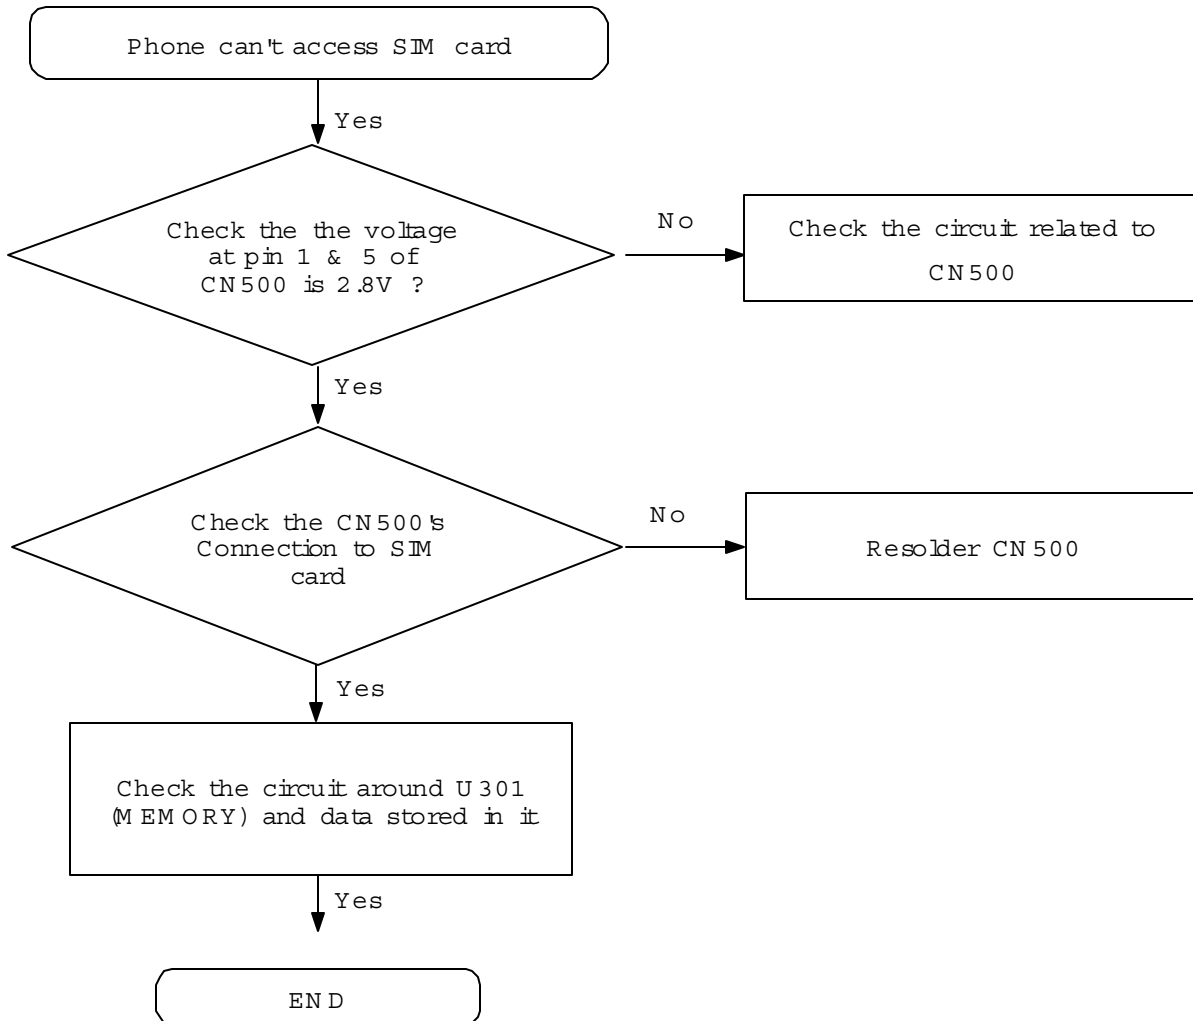 Phone can't access SIM card
Yes
Check the the voltage
at pin 1 & 5 of
CN500 is 2.8V ?
No
Check the circuit related to
CN500
Yes
Check the CN500's
Connection to SIM
card
No
Resolder CN500
Yes
Check the circuit around U301
(MEMORY) and data stored in it
Yes
END